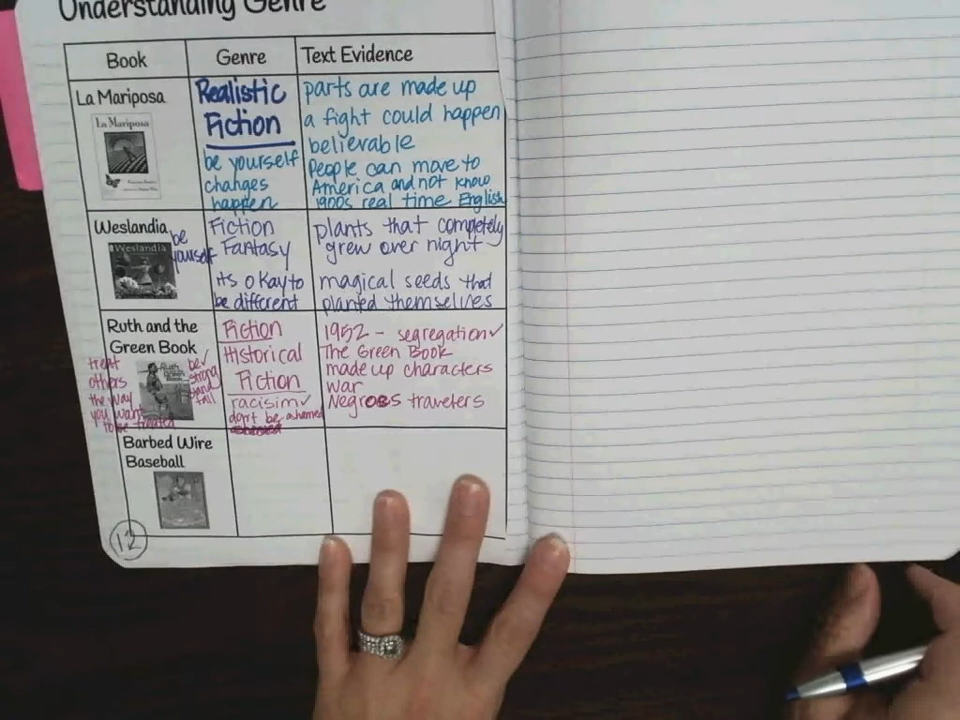 Understanding Genre
Book
Genre
Text Evidence
La Mariposa
La Mariposa
Realistic
Fiction
be yourself
changes
happen
parts are made up
a fight could happen
believable
People can move to
America and not know
1900s real time English
Weslandia
Weslandia
be
yourself
Fiction
Fantasy
its okay to
be different
plants that completely
grew over night
magical seeds that
planted themselves
Ruth and the
Green Book
treat
others
the way
you want
to be treated
be
strong
and
tall
Fiction
Historical
Fiction
racisim✓
don't be ashamed
1952 - segregation✓
The Green Book
made up characters
war
Negroes travelers
Barbed Wire
Baseball
12